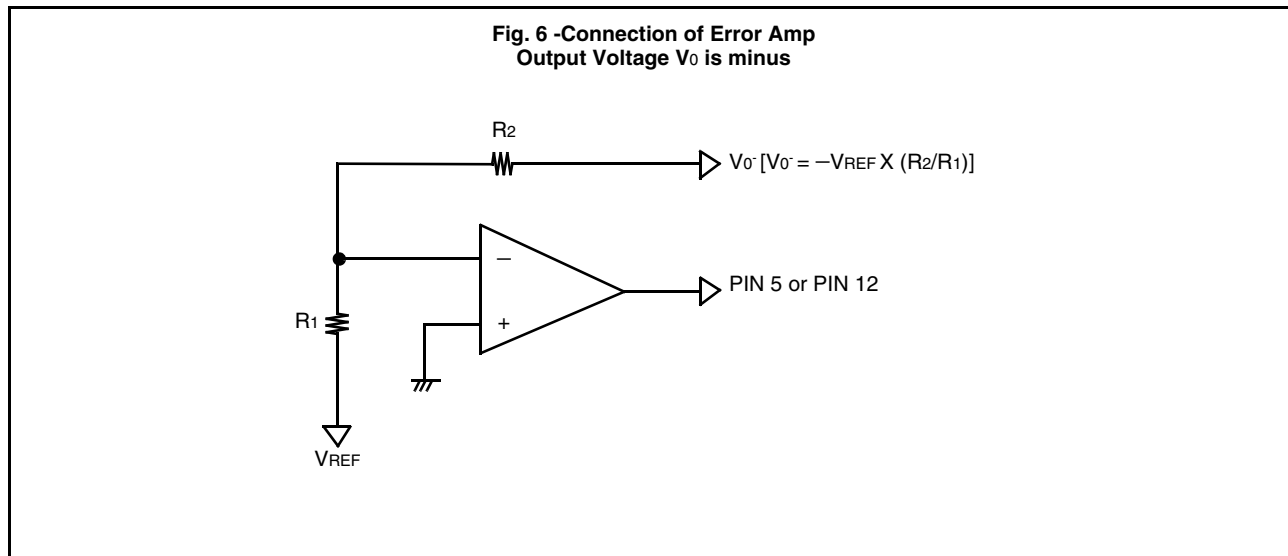 Fig. 6 -Connection of Error Amp
Output Voltage V0 is minus
R2
V0- [V0- = −VREF X (R2/R1)]
−
PIN 5 or PIN 12
R1
+
VREF